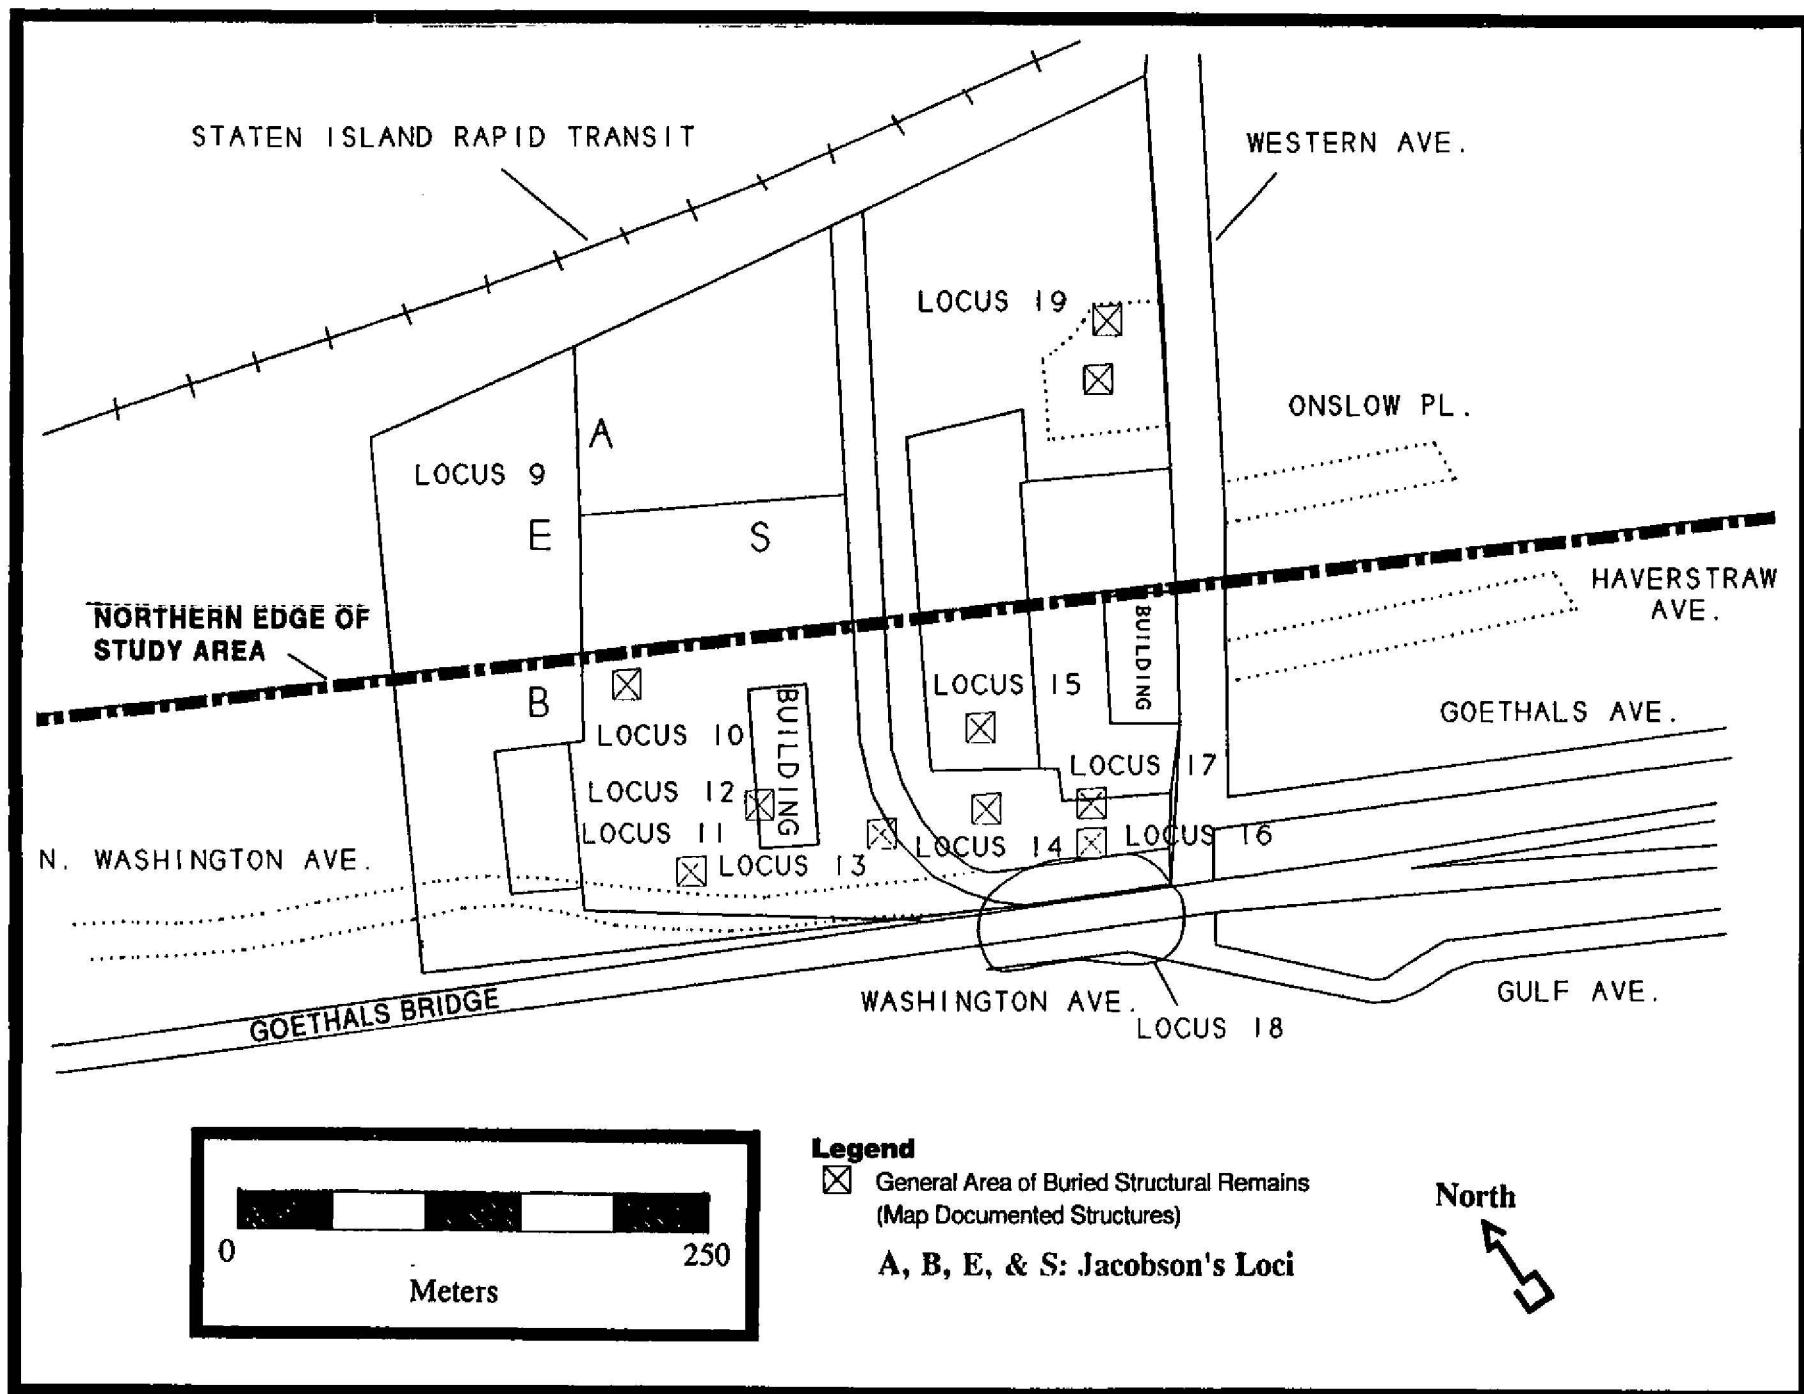 STATEN ISLAND RAPID TRANSIT
WESTERN AVE.
LOCUS 19
ONSLOW PL.
A
LOCUS 9
E
S
HAVERSTRAW
AVE.
NORTHERN EDGE OF
STUDY AREA
BUILDING
B
LOCUS 15
LOCUS 10
BUILDING
GOETHALS AVE.
LOCUS 17
LOCUS 12
LOCUS 11
LOCUS 14
LOCUS 16
N. WASHINGTON AVE.
LOCUS 13
GOETHALS BRIDGE
WASHINGTON AVE.
GULF AVE.
LOCUS 18
0
250
Meters
Legend
General Area of Buried Structural Remains
(Map Documented Structures)
A, B, E, & S: Jacobson's Loci
North